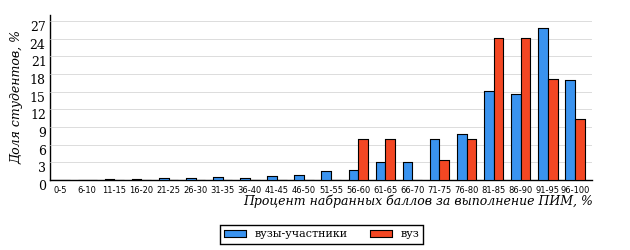 Доля студентов, %
27
24
21
18
15
12
9
6
3
0
0-5 6-10 11-15 16-20 21-25 26-30 31-35 36-40 41-45 46-50 51-55 56-60 61-65 66-70 71-75 76-80 81-85 86-90 91-95 96-100
Процент набранных баллов за выполнение ПИМ, %
вузы-участники вуз